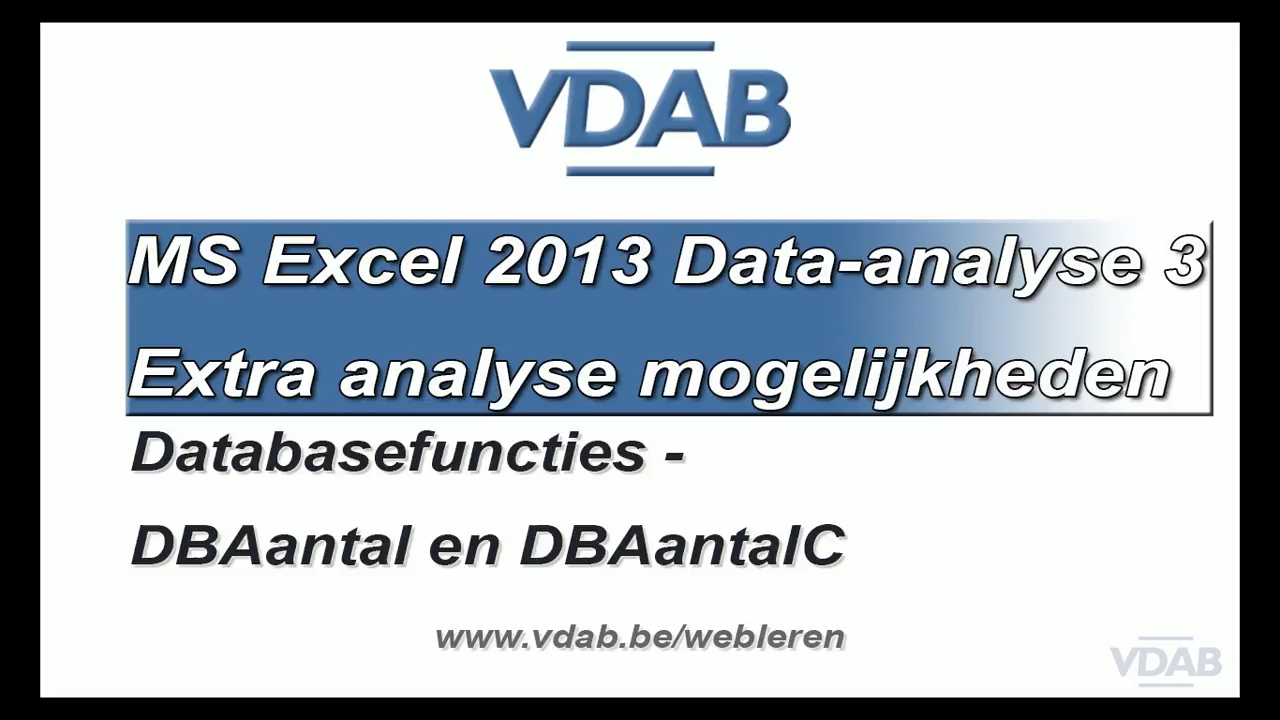 VDAB
MS Excel 2013 Data-analyse 3
Extra analyse mogelijkheden
Databasefuncties -
DBAantal en DBAantalC
www.vdab.be/webleren
VDAB